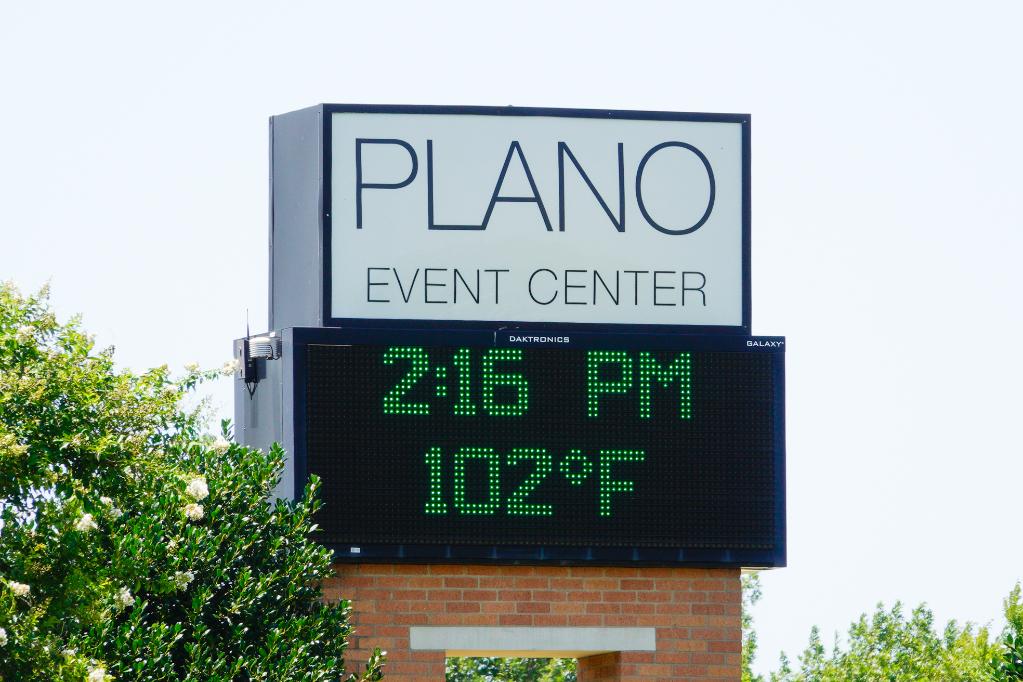 PLANO
EVENT CENTER
DAKTRONICS
GALAXY®
2:16 PM
102°F